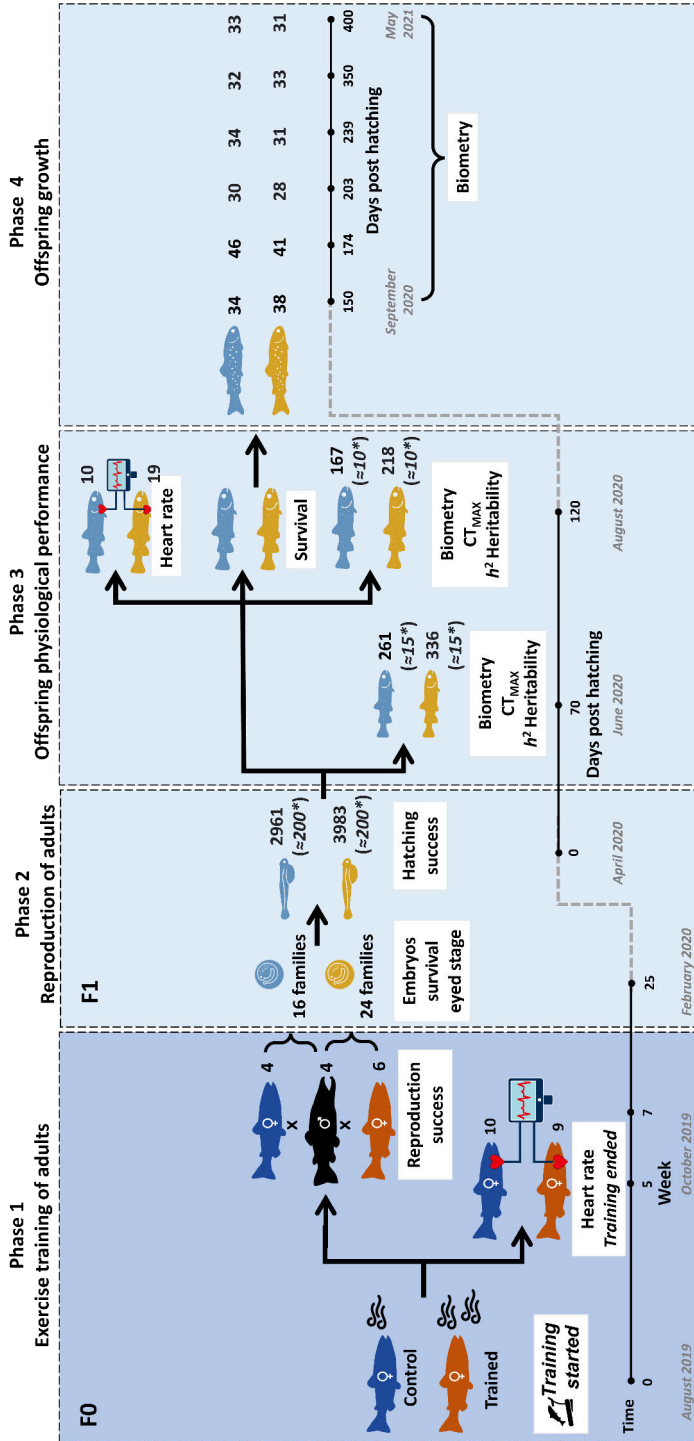 Phase 1
Exercise training of adults
F0
Control
Trained
Training
started
4
x
4
x
6
Reproduction
success
10
9
Heart rate
Training ended
Time
0
5
7
25
Week
August 2019
October 2019
February 2020
Phase 2
Reproduction of adults
F1
16 families
24 families
Embryos
survival
eyed stage
2961
(≈200*)
3983
(≈200*)
Hatching
success
Phase 3
Offspring physiological performance
10
19
Heart rate
Survival
261
(≈15*)
336
(≈15*)
Biometry
CTMAX
h² Heritability
167
(≈10*)
218
(≈10*)
Biometry
CTMAX
h² Heritability
0
70
120
Days post hatching
April 2020
June 2020
August 2020
Phase 4
Offspring growth
34 46 30 34 32 33
38 41 28 31 33 31
150 174 203 239 350 400
Days post hatching
September
2020
May
2021
Biometry